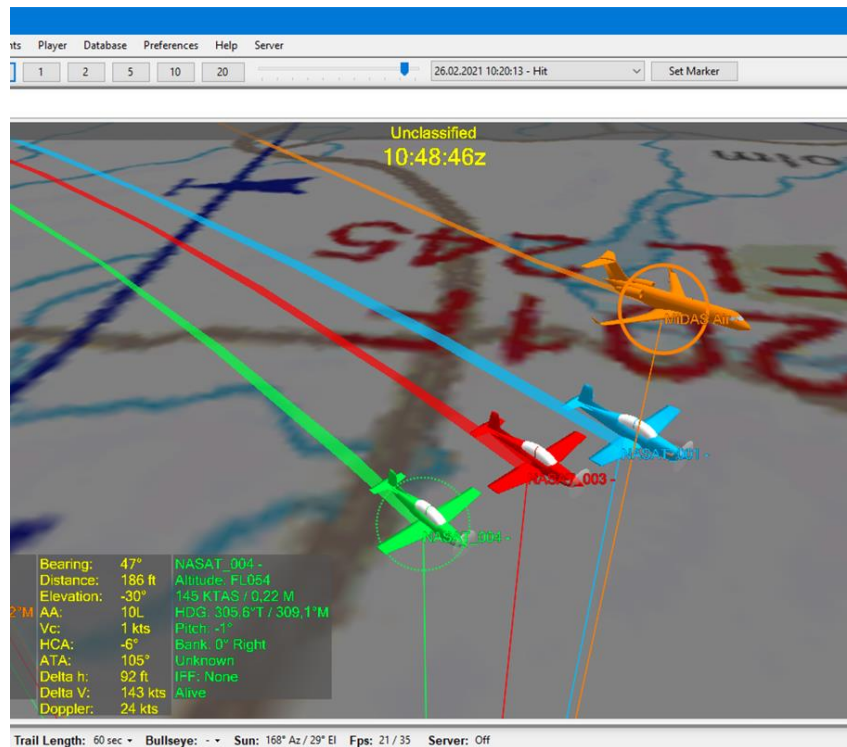 nts Player Database Preferences Help Server
1 2 5 10 20 26.02.2021 10:20:13 - Hit Set Marker
Unclassified
10:48:46z
FL 245
MIDAS Air
NASAT_001 -
NASAT_003 -
NASAT_004 -
Bearing: 47° NASAT_004 -
Distance: 186 ft Altitude: FL054
Elevation: -30° 145 KTAS / 0,22 M
2°M AA: 10L HDG: 305,6°T / 309,1°M
Vc: 1 kts Pitch: -1°
HCA: -6° Bank: 0° Right
ATA: 105° Unknown
Delta h: 92 ft IFF: None
Delta V: 143 kts Alive
Doppler: 24 kts
Trail Length: 60 sec Bullseye: - Sun: 168° Az / 29° El Fps: 21 / 35 Server: Off